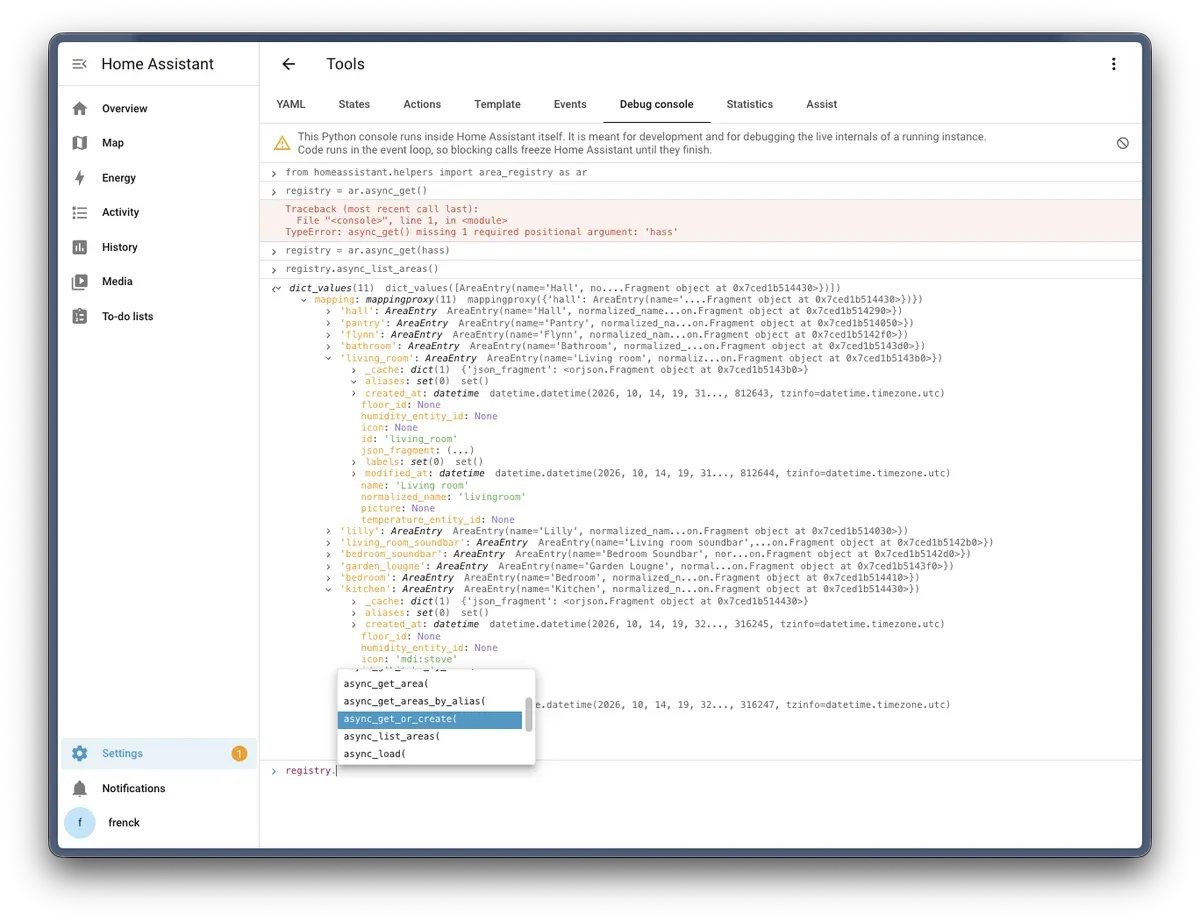 Home Assistant
Tools
YAML
States
Actions
Template
Events
Debug console
Statistics
Assist
Overview
Map
Energy
Activity
History
Media
To-do lists
Settings
1
Notifications
f
frenck
This Python console runs inside Home Assistant itself. It is meant for development and for debugging the live internals of a running instance.
Code runs in the event loop, so blocking calls freeze Home Assistant until they finish.
from homeassistant.helpers import area_registry as ar
registry = ar.async_get()
Traceback (most recent call last):
File "<console>", line 1, in <module>
TypeError: async_get() missing 1 required positional argument: 'hass'
registry = ar.async_get(hass)
registry.async_list_areas()
dict_values(11) dict_values([AreaEntry(name='Hall', no....Fragment object at 0x7ced1b514430>})])
mapping: mappingproxy(11) mappingproxy({'hall': AreaEntry(name='....Fragment object at 0x7ced1b514430>})})
'hall': AreaEntry AreaEntry(name='Hall', normalized_name...on.Fragment object at 0x7ced1b514290>})
'pantry': AreaEntry AreaEntry(name='Pantry', normalized_na...on.Fragment object at 0x7ced1b514050>})
'flynn': AreaEntry AreaEntry(name='Flynn', normalized_nam...on.Fragment object at 0x7ced1b5142f0>})
'bathroom': AreaEntry AreaEntry(name='Bathroom', normalized_...on.Fragment object at 0x7ced1b5143d0>})
'living_room': AreaEntry AreaEntry(name='Living room', normaliz...on.Fragment object at 0x7ced1b5143b0>})
_cache: dict(1) {'json_fragment': <orjson.Fragment object at 0x7ced1b5143b0>}
aliases: set(0) set()
created_at: datetime datetime.datetime(2026, 10, 14, 19, 31..., 812643, tzinfo=datetime.timezone.utc)
floor_id: None
humidity_entity_id: None
icon: None
id: 'living_room'
json_fragment: (...)
labels: set(0) set()
modified_at: datetime datetime.datetime(2026, 10, 14, 19, 31..., 812644, tzinfo=datetime.timezone.utc)
name: 'Living room'
normalized_name: 'livingroom'
picture: None
temperature_entity_id: None
'lilly': AreaEntry AreaEntry(name='Lilly', normalized_nam...on.Fragment object at 0x7ced1b514030>})
'living_room_soundbar': AreaEntry AreaEntry(name='Living room soundbar',...on.Fragment object at 0x7ced1b5142b0>})
'bedroom_soundbar': AreaEntry AreaEntry(name='Bedroom Soundbar', nor...on.Fragment object at 0x7ced1b5142d0>})
'garden_lougne': AreaEntry AreaEntry(name='Garden Lougne', normal...on.Fragment object at 0x7ced1b5143f0>})
'bedroom': AreaEntry AreaEntry(name='Bedroom', normalized_n...on.Fragment object at 0x7ced1b514410>})
'kitchen': AreaEntry AreaEntry(name='Kitchen', normalized_n...on.Fragment object at 0x7ced1b514430>})
_cache: dict(1) {'json_fragment': <orjson.Fragment object at 0x7ced1b514430>}
aliases: set(0) set()
created_at: datetime datetime.datetime(2026, 10, 14, 19, 32..., 316245, tzinfo=datetime.timezone.utc)
floor_id: None
humidity_entity_id: None
icon: 'mdi:stove'
async_get_area(
async_get_areas_by_alias(
e.datetime(2026, 10, 14, 19, 32..., 316247, tzinfo=datetime.timezone.utc)
async_get_or_create(
async_list_areas(
async_load(
registry.